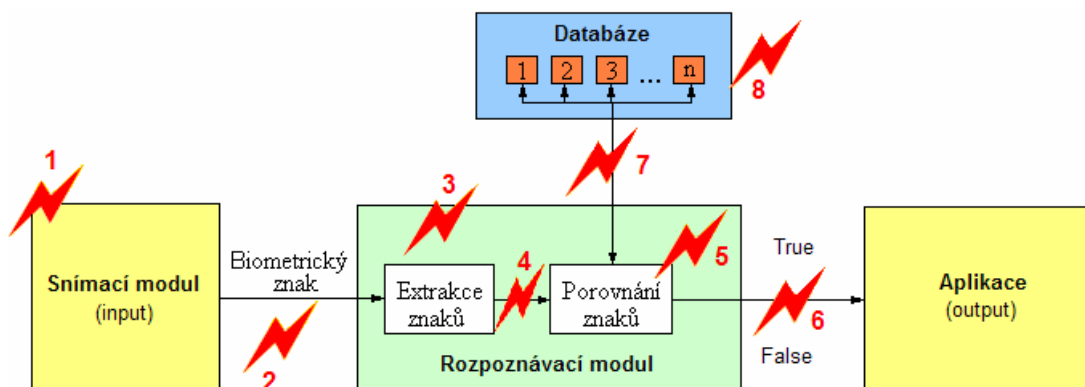 Databáze
1 2 3 ... n
8
7
1
3
Snímací modul
(input)
Biometrický
znak
2
Extrakce
znaků
4
Porovnání
znaků
5
Rozpoznávací modul
True
6
False
Aplikace
(output)